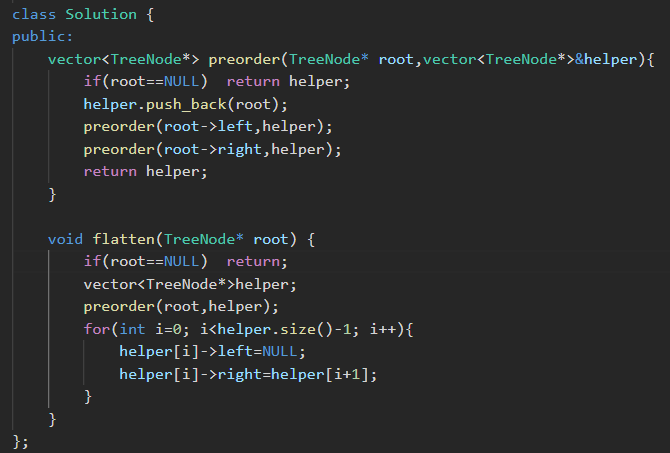 class Solution {
public:
    vector<TreeNode*> preorder(TreeNode* root,vector<TreeNode*>&helper){
        if(root==NULL)  return helper;
        helper.push_back(root);
        preorder(root->left,helper);
        preorder(root->right,helper);
        return helper;
    }

    void flatten(TreeNode* root) {
        if(root==NULL)  return;
        vector<TreeNode*>helper;
        preorder(root,helper);
        for(int i=0; i<helper.size()-1; i++){
            helper[i]->left=NULL;
            helper[i]->right=helper[i+1];
        }
    }
};